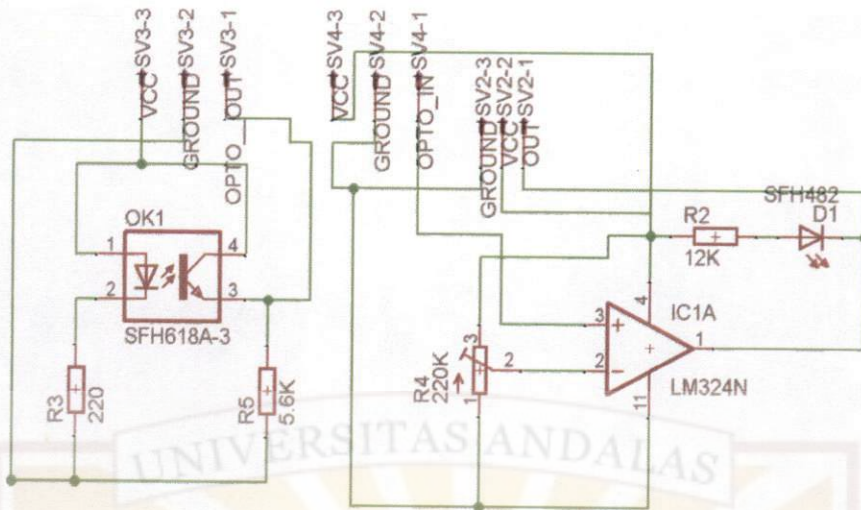 SV3-3
SV3-2
SV3-1
VCC
GROUND
OPTO_OUT
SV4-3
SV4-2
SV4-1
VCC
GROUND
OPTO_IN
SV2-3
SV2-2
SV2-1
GROUND
VCC
OUT
OK1
1
4
2
3
SFH618A-3
R3
220
R5
5.6K
SFH482
R2
D1
12K
4
IC1A
3
+
1
2
-
LM324N
11
3
2
1
R4
220K
UNIVERSITAS ANDALAS